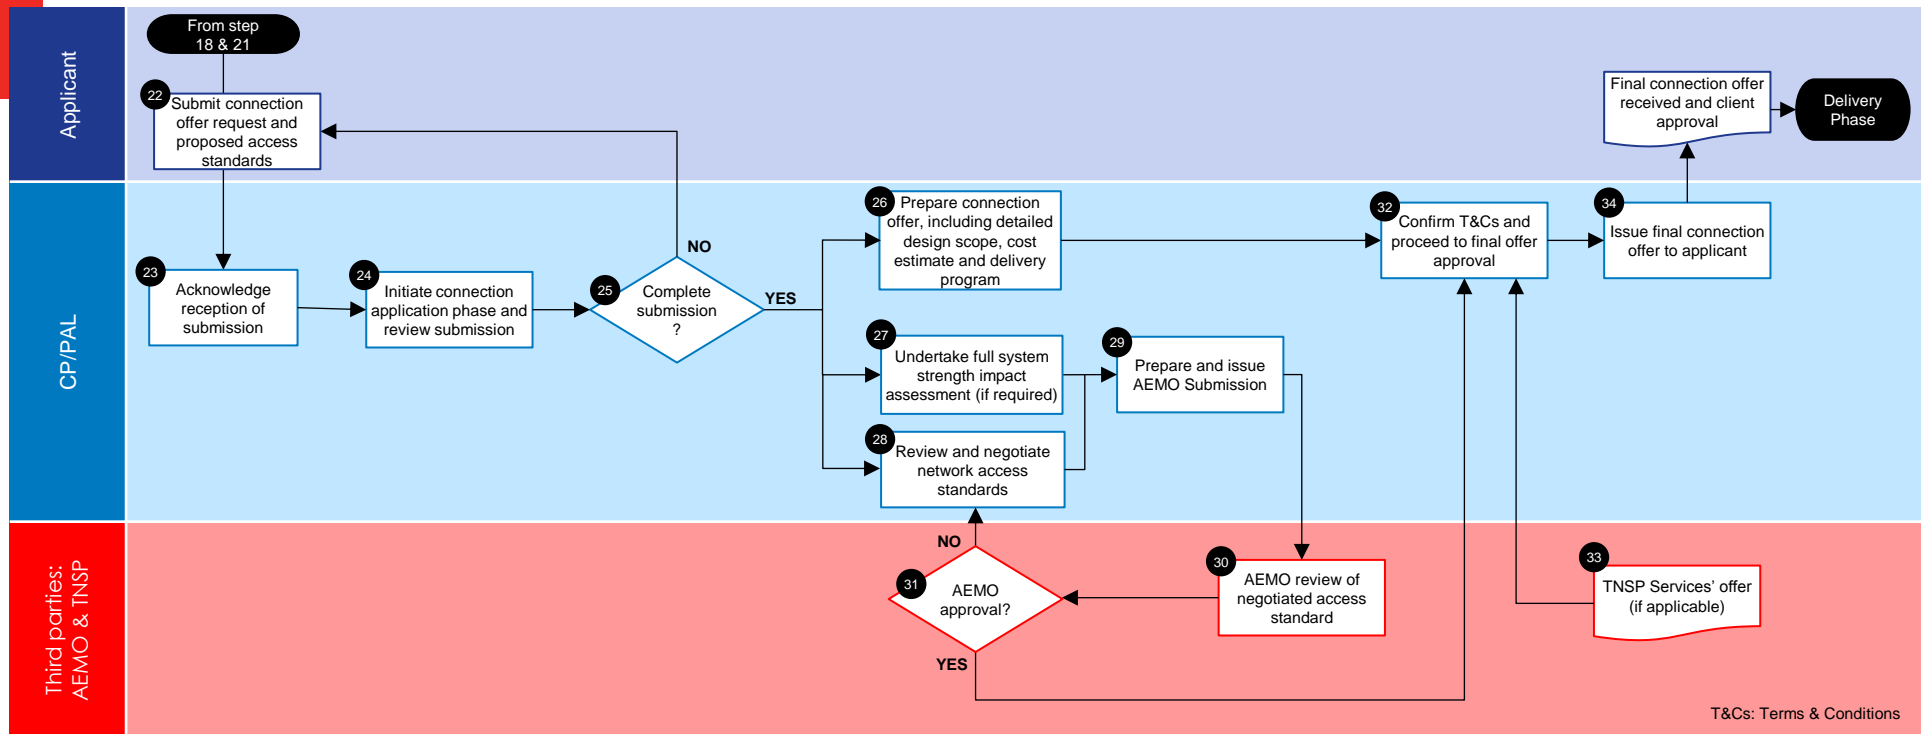 Applicant
From step
18 & 21
22
Submit connection
offer request and
proposed access
standards
Final connection offer
received and client
approval
Delivery
Phase
CP/PAL
23
Acknowledge
reception of
submission
24
Initiate connection
application phase and
review submission
25
Complete
submission
?
NO
YES
26
Prepare connection
offer, including detailed
design scope, cost
estimate and delivery
program
27
Undertake full system
strength impact
assessment (if required)
28
Review and negotiate
network access
standards
29
Prepare and issue
AEMO Submission
32
Confirm T&Cs and
proceed to final offer
approval
34
Issue final connection
offer to applicant
Third parties:
AEMO & TNSP
NO
31
AEMO
approval?
YES
30
AEMO review of
negotiated access
standard
33
TNSP Services' offer
(if applicable)
T&Cs: Terms & Conditions